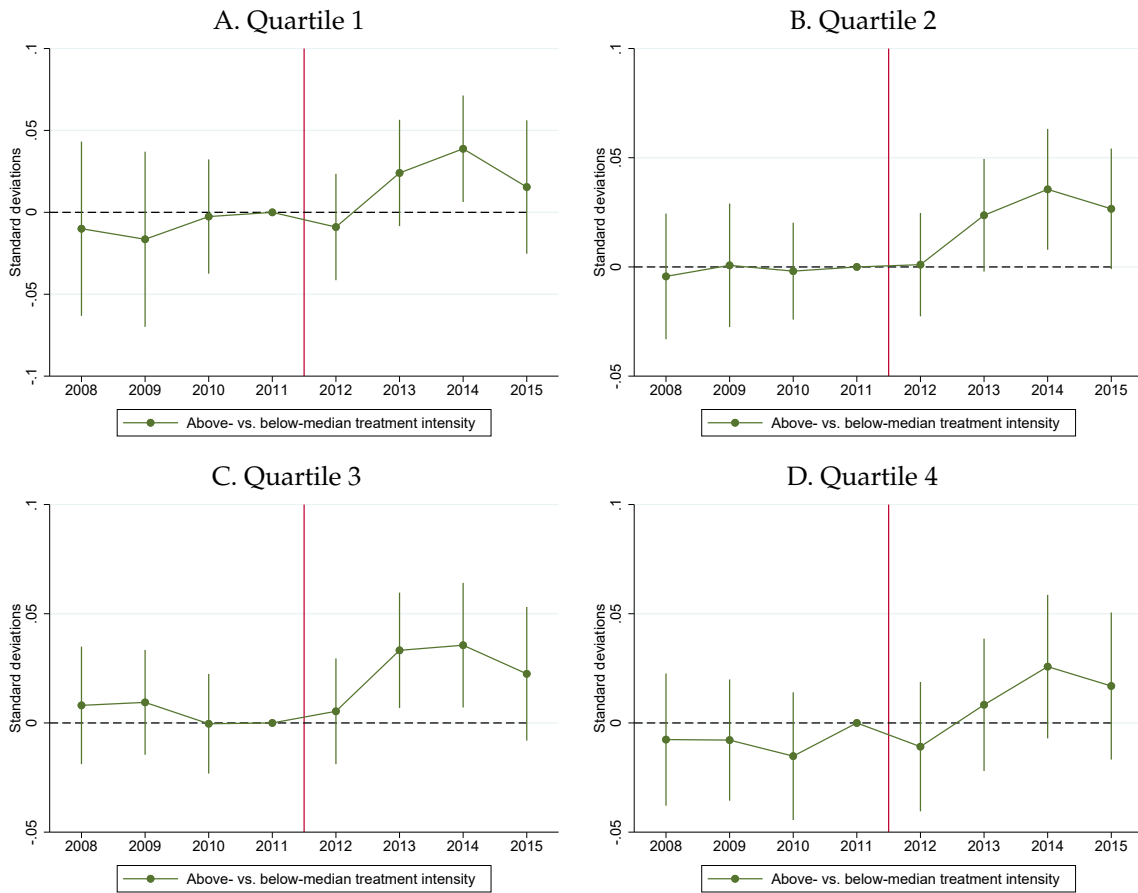 A. Quartile 1
Standard deviations
.1
.05
0
-.05
-.1
2008 2009 2010 2011 2012 2013 2014 2015
Above- vs. below-median treatment intensity
B. Quartile 2
Standard deviations
.1
.05
0
-.05
2008 2009 2010 2011 2012 2013 2014 2015
Above- vs. below-median treatment intensity
C. Quartile 3
Standard deviations
.1
.05
0
-.05
2008 2009 2010 2011 2012 2013 2014 2015
Above- vs. below-median treatment intensity
D. Quartile 4
Standard deviations
.1
.05
0
-.05
2008 2009 2010 2011 2012 2013 2014 2015
Above- vs. below-median treatment intensity